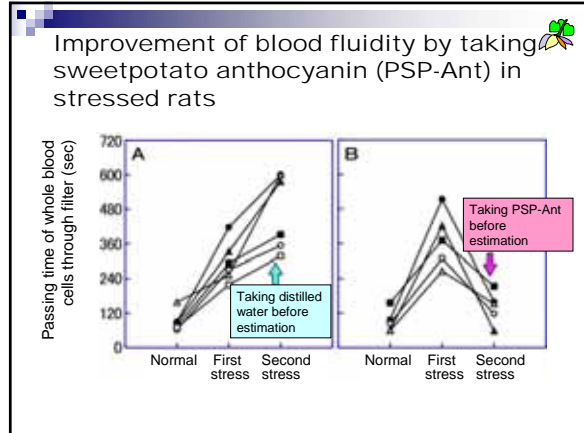 Improvement of blood fluidity by taking
sweetpotato anthocyanin (PSP-Ant) in
stressed rats
Passing time of whole blood
cells through filter (sec)
720
600
480
360
240
120
0
A
B
Taking distilled
water before
estimation
Taking PSP-Ant
before
estimation
Normal First stress Second stress
Normal First stress Second stress